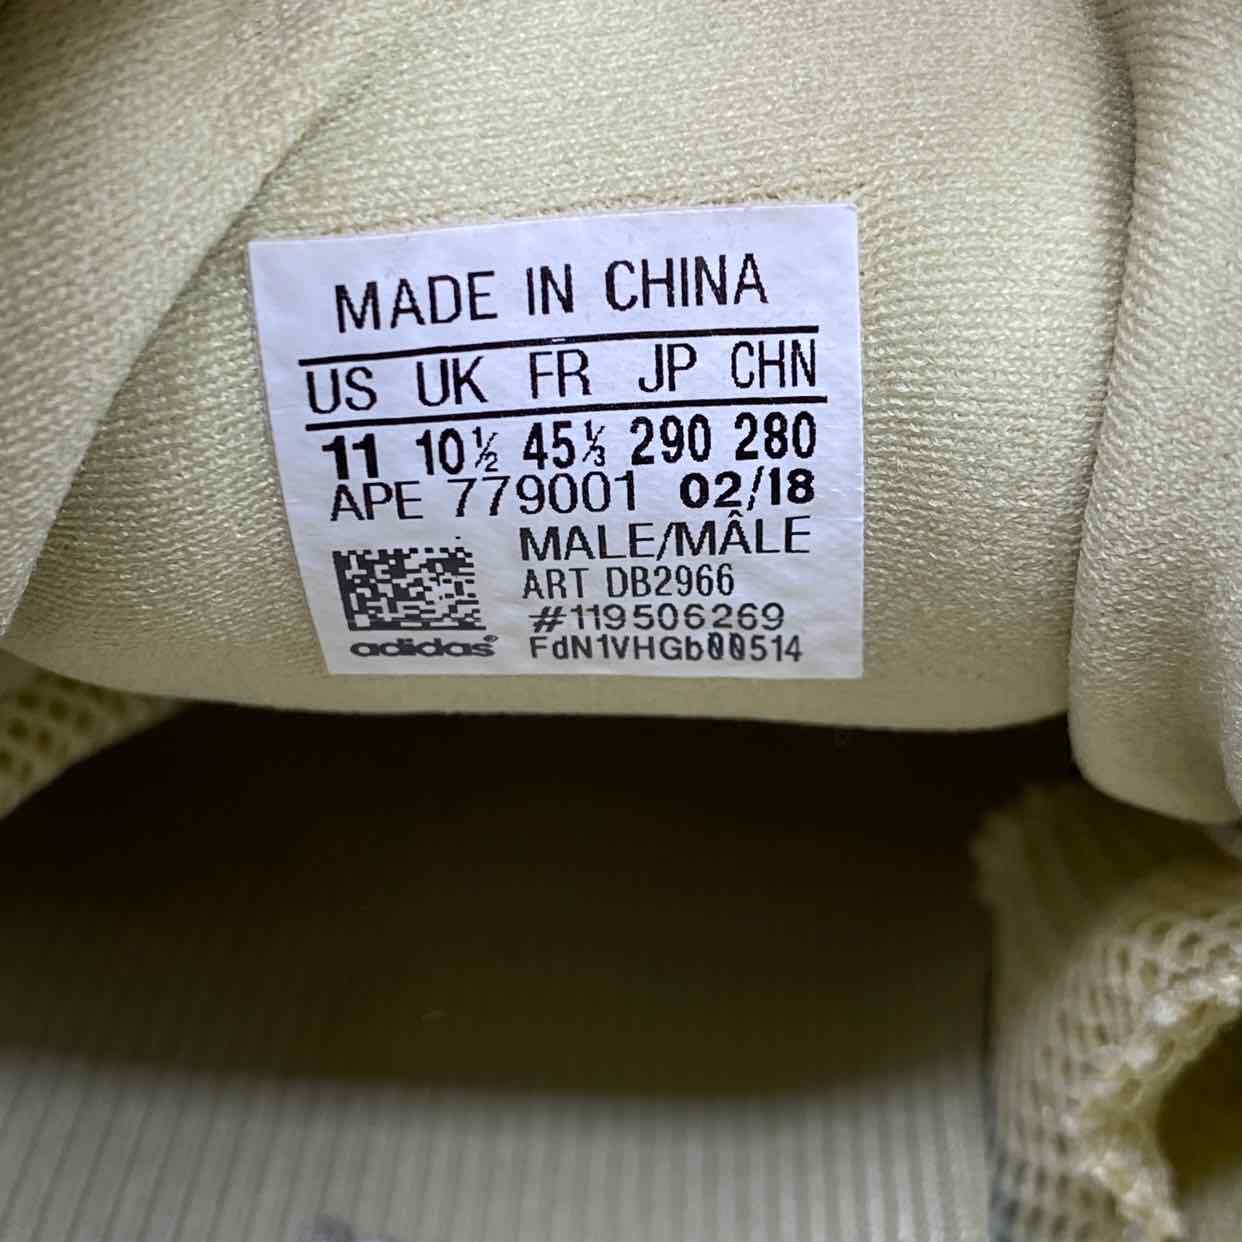 MADE IN CHINA
US UK FR JP CHN
11 10½ 45⅓ 290 280
APE 779001 02/18
MALE/MÂLE
ART DB2966
#119506269
adidas® FdN1VHGb00514